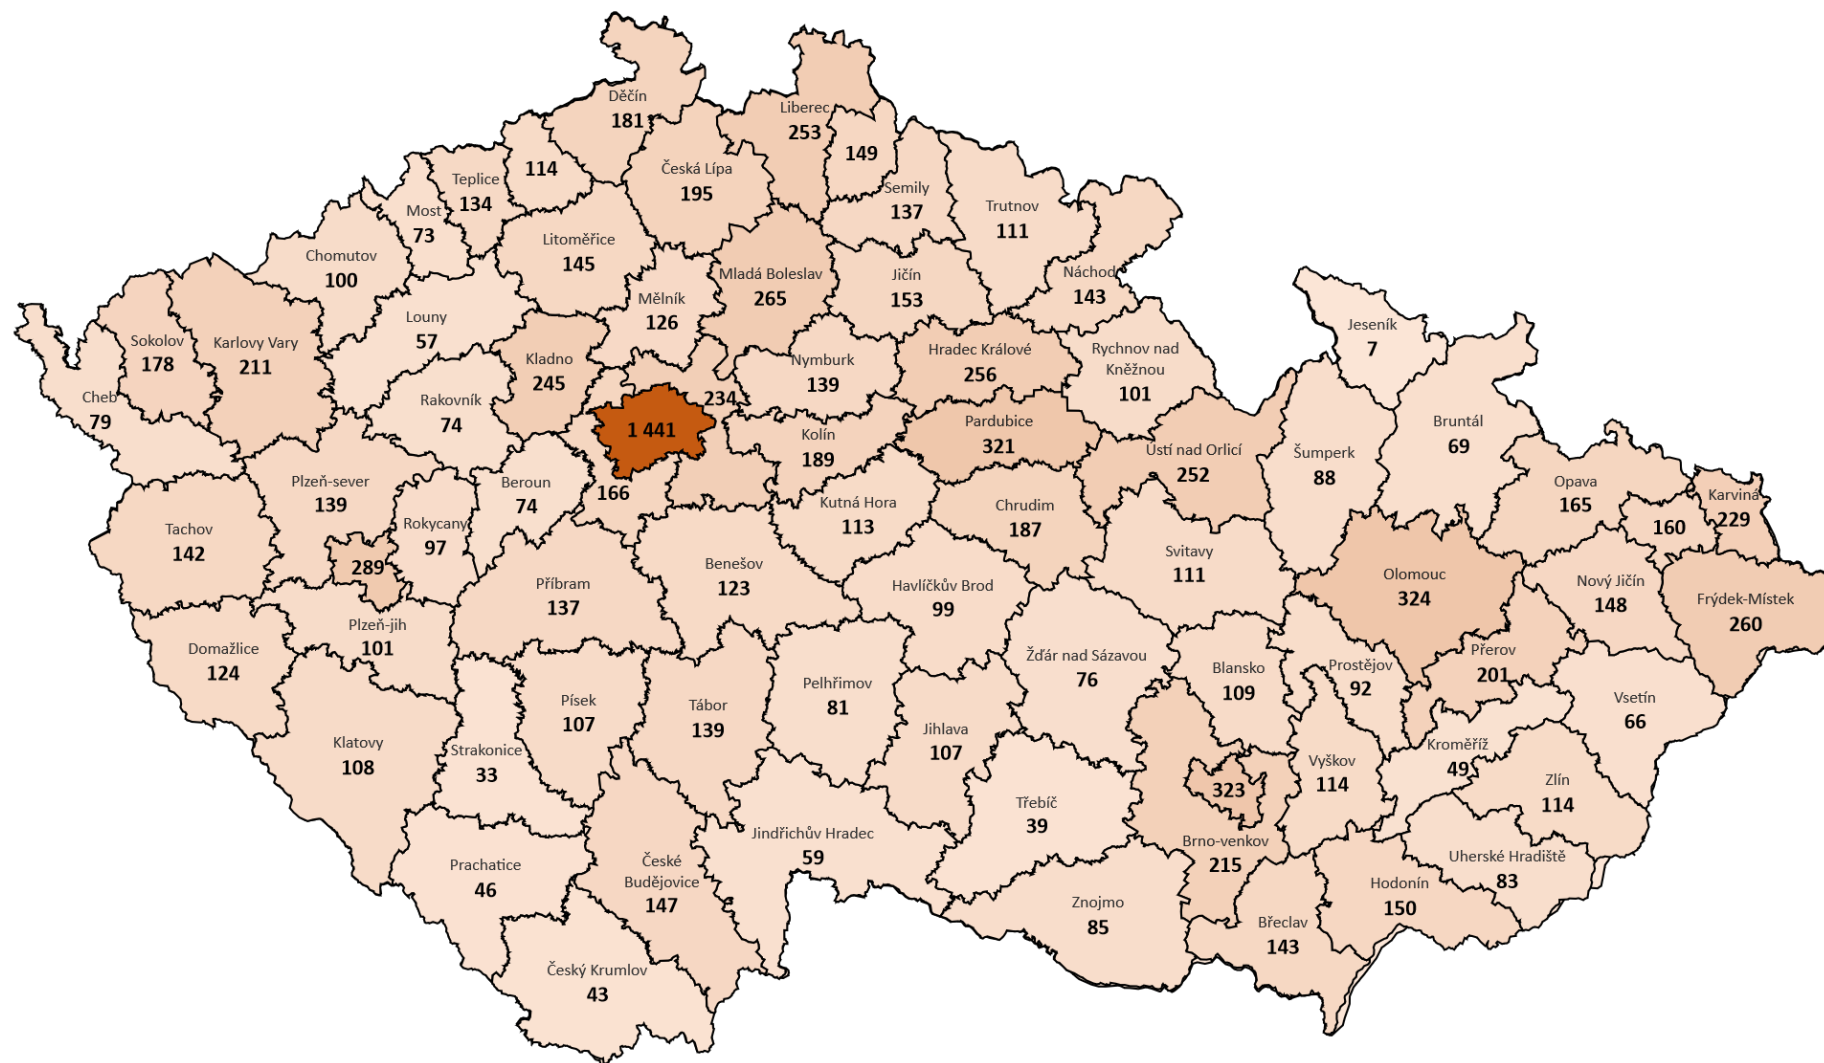 Děčín
181
Liberec
253
114
149
Česká Lípa
195
Teplice
134
Semily
137
Most
73
Trutnov
111
Chomutov
100
Litoměřice
145
Mladá Boleslav
265
Jičín
153
Náchod
143
Mělník
126
Louny
57
Jeseník
7
Sokolov
178
Karlovy Vary
211
Kladno
245
Nymburk
139
Hradec Králové
256
Rychnov nad
Kněžnou
101
Cheb
79
Rakovník
74
234
1 441
Kolín
189
Pardubice
321
Ústí nad Orlicí
252
Šumperk
88
Bruntál
69
Plzeň-sever
139
Beroun
74
166
Kutná Hora
113
Chrudim
187
Opava
165
Karviná
229
160
Tachov
142
Rokycany
97
289
Svitavy
111
Olomouc
324
Nový Jičín
148
Frýdek-Místek
260
Příbram
137
Benešov
123
Havlíčkův Brod
99
Plzeň-jih
101
Domažlice
124
Žďár nad Sázavou
76
Blansko
109
Prostějov
92
Přerov
201
Pelhřimov
81
Písek
107
Tábor
139
Vsetín
66
Klatovy
108
Strakonice
33
Jihlava
107
Kroměříž
49
Vyškov
114
Zlín
114
323
Třebíč
39
Jindřichův Hradec
59
Brno-venkov
215
Uherské Hradiště
83
Prachatice
46
České
Budějovice
147
Hodonín
150
Znojmo
85
Břeclav
143
Český Krumlov
43